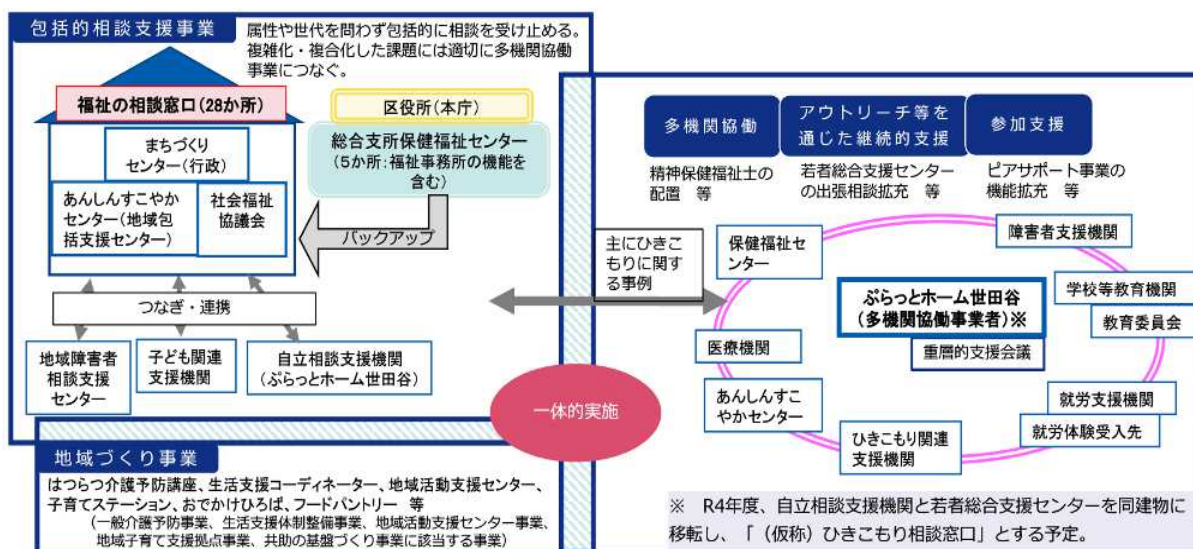 包括的相談支援事業
属性や世代を問わず包括的に相談を受け止める。
複雑化・複合化した課題には適切に多機関協働
事業につなぐ。
福祉の相談窓口(28か所)
まちづくり
センター(行政)
あんしんすこやか
センター(地域包
括支援センター)
社会福祉
協議会
区役所(本庁)
総合支所保健福祉センター
(5か所:福祉事務所の機能を
含む)
バックアップ
つなぎ・連携
地域障害者
相談支援
センター
子ども関連
支援機関
自立相談支援機関
(ぷらっとホーム世田谷)
多機関協働
アウトリーチ等を
通じた継続的支援
参加支援
精神保健福祉士の
配置 等
若者総合支援センター
の出張相談拡充 等
ピアサポート事業の
機能拡充 等
主にひきこ
もりに関す
る事例
保健福祉セ
ンター
障害者支援機関
学校等教育機関
教育委員会
ぷらっとホーム世田谷
(多機関協働事業者)※
重層的支援会議
医療機関
あんしんすこ
やかセンター
ひきこもり関連
支援機関
就労支援機関
就労体験受入先
一体的実施
地域づくり事業
はつらつ介護予防講座、生活支援コーディネーター、地域活動支援センター、
子育てステーション、おでかけひろば、フードパントリー 等
(一般介護予防事業、生活支援体制整備事業、地域活動支援センター事業、
地域子育て支援拠点事業、共助の基盤づくり事業に該当する事業)
※ R4年度、自立相談支援機関と若者総合支援センターを同建物に
移転し、「(仮称)ひきこもり相談窓口」とする予定。